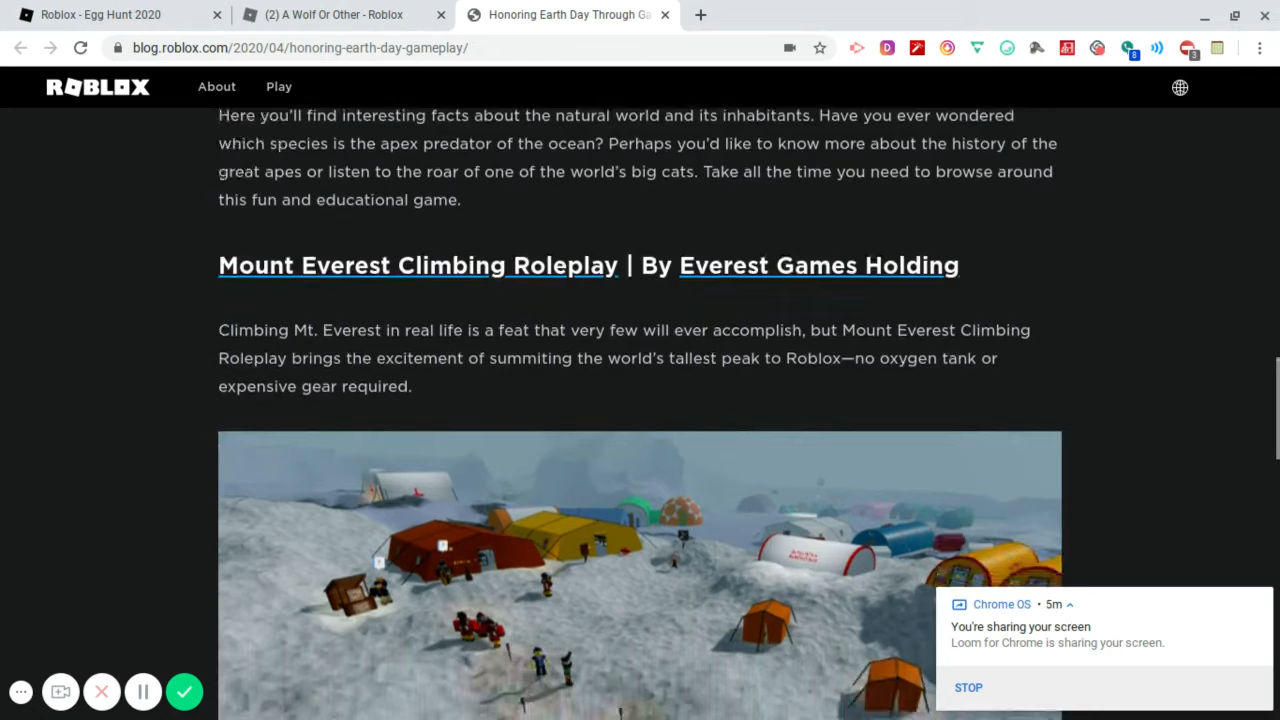 Roblox - Egg Hunt 2020
(2) A Wolf Or Other - Roblox
Honoring Earth Day Through Ga
blog.roblox.com/2020/04/honoring-earth-day-gameplay/
8
3
ROBLOX
About
Play
Here you'll find interesting facts about the natural world and its inhabitants. Have you ever wondered
which species is the apex predator of the ocean? Perhaps you'd like to know more about the history of the
great apes or listen to the roar of one of the world's big cats. Take all the time you need to browse around
this fun and educational game.
Mount Everest Climbing Roleplay | By Everest Games Holding
Climbing Mt. Everest in real life is a feat that very few will ever accomplish, but Mount Everest Climbing
Roleplay brings the excitement of summiting the world's tallest peak to Roblox—no oxygen tank or
expensive gear required.
Chrome OS • 5m
You're sharing your screen
Loom for Chrome is sharing your screen.
STOP